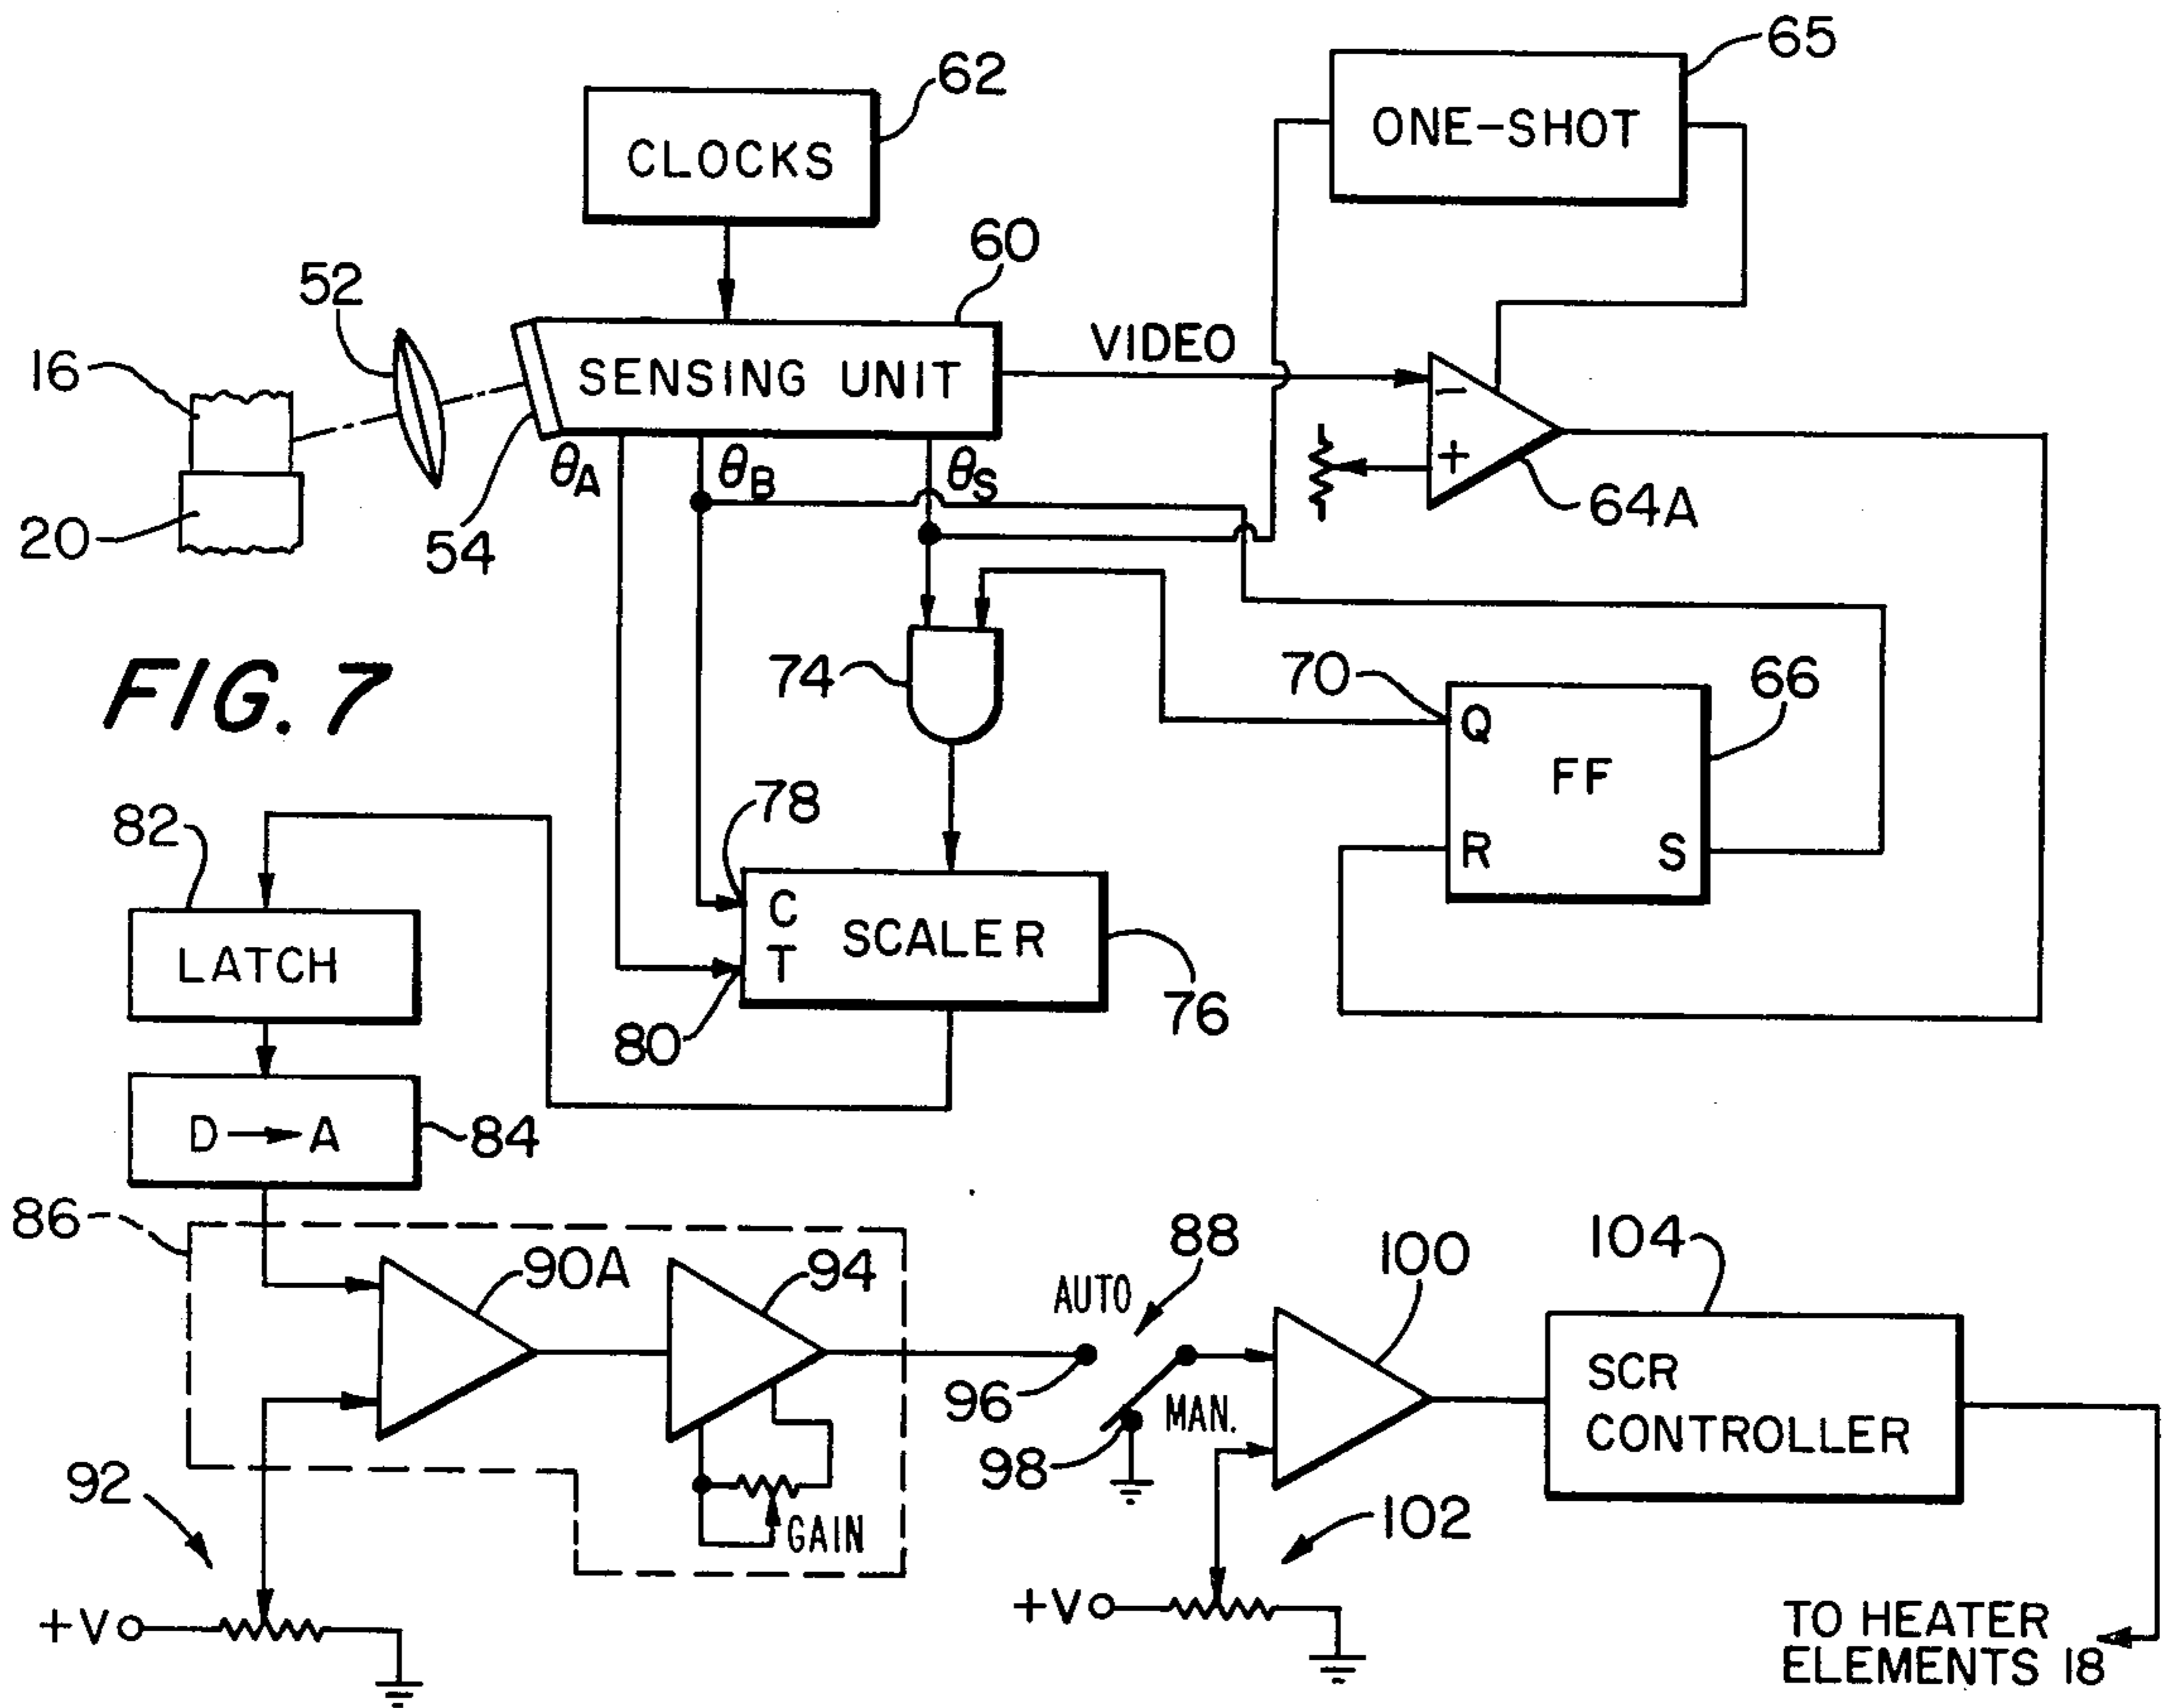 65
62
ONE-SHOT
CLOCKS
60
52
VIDEO
16
SENSING UNIT
−
+
θA
θB
θS
64A
20
54
74
70
66
FIG. 7
Q
FF
78
82
R
S
C
SCALER
LATCH
T
76
80
D A
84
86
88
104
90A
94
100
AUTO
SCR
CONTROLLER
96
MAN.
98
92
GAIN
102
+V
+V
TO HEATER
ELEMENTS 18